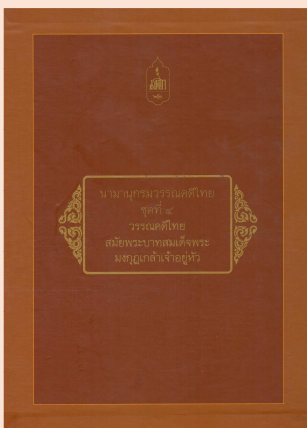 นามานุกรมวรรณคดีไทย
ชุดที่ ๔
วรรณคดีไทย
สมัยพระบาทสมเด็จพระ
มงกุฎเกล้าเจ้าอยู่หัว